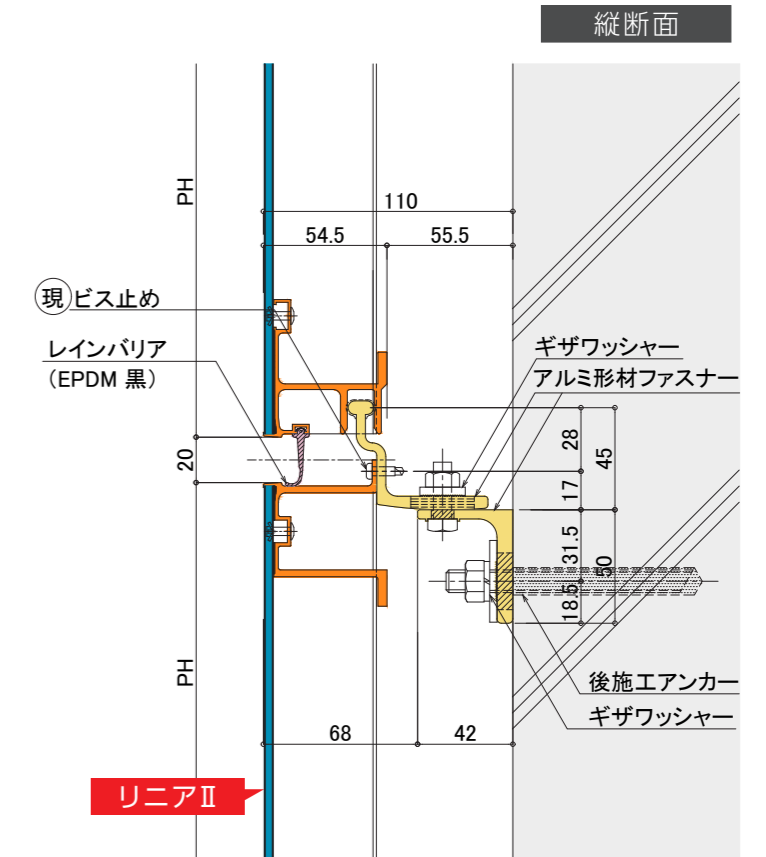 縦断面
PH
110
54.5
55.5
現ビス止め
レインバリア
（EPDM 黒）
ギザワッシャー
アルミ形材ファスナー
20
28
45
17
31.5
50
18.5
後施工アンカー
ギザワッシャー
PH
68
42
リニアⅡ